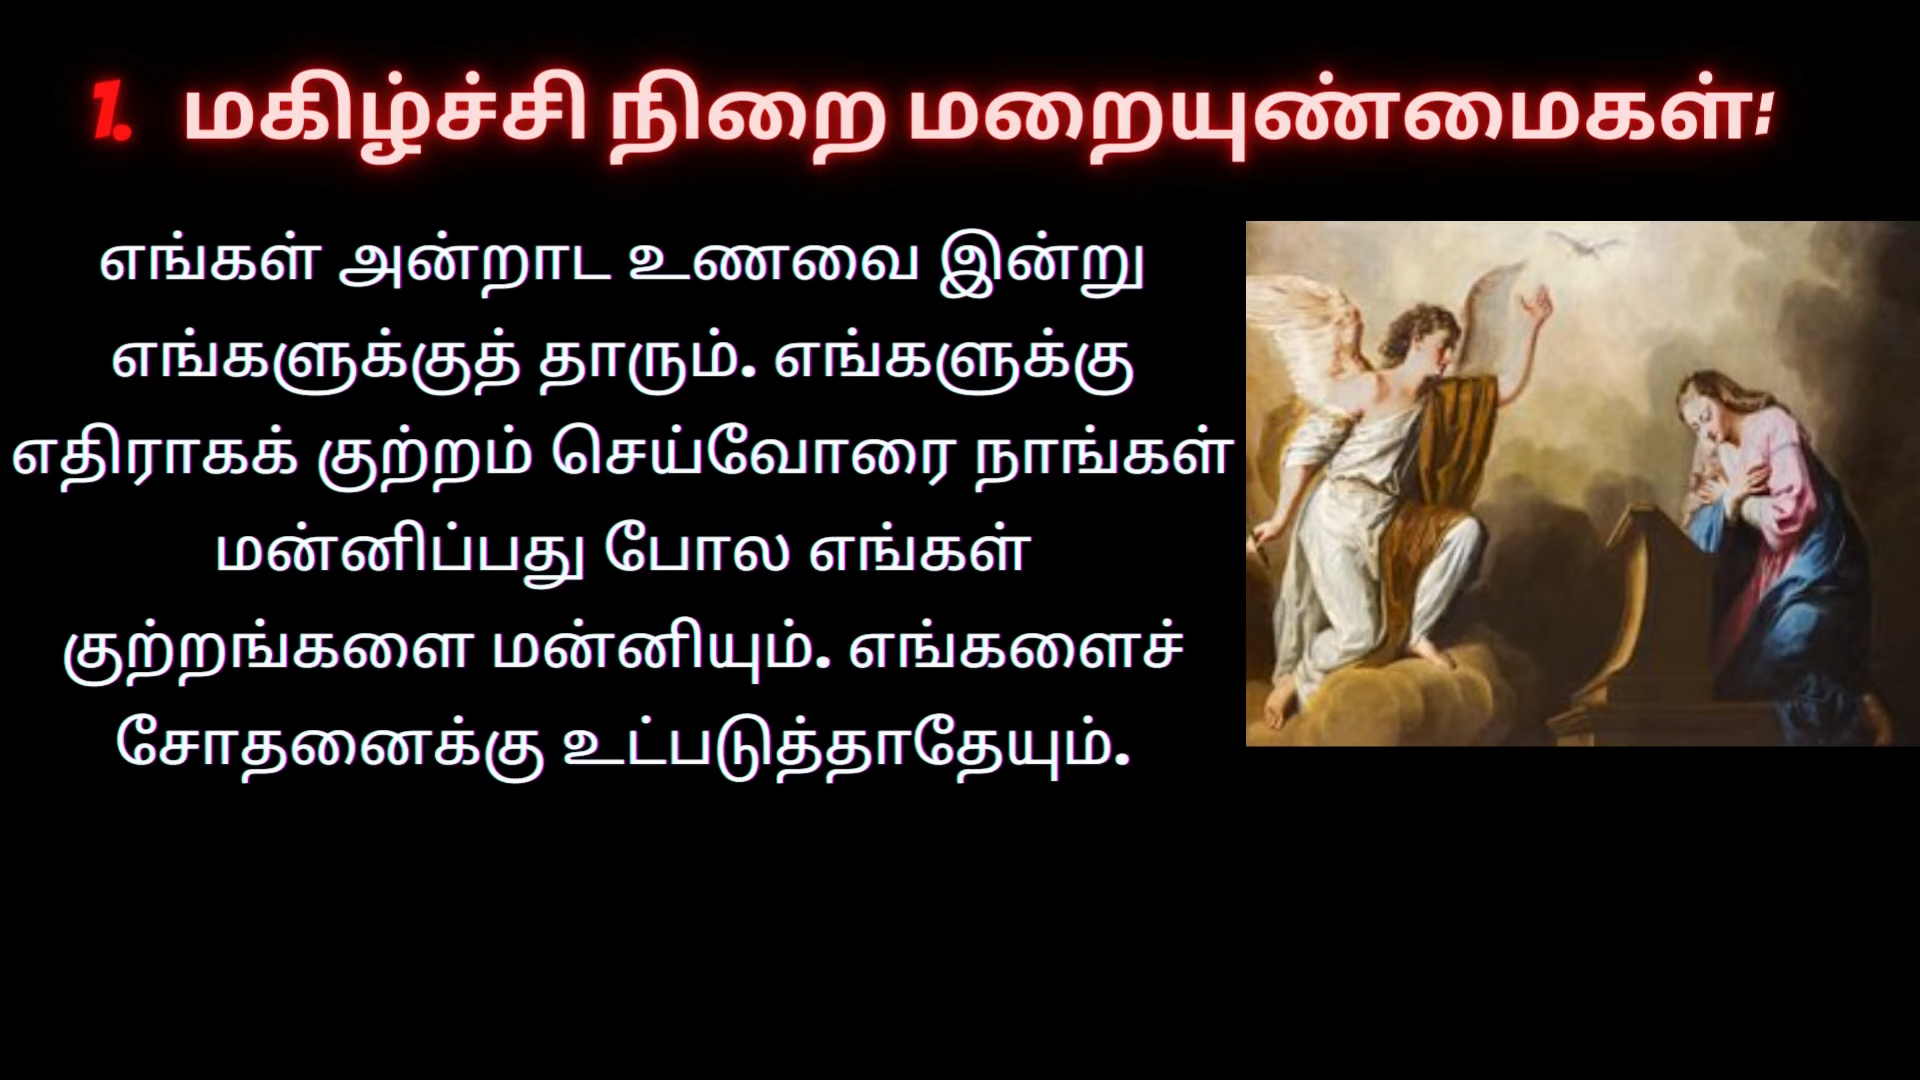 1. மகிழ்ச்சி நிறை மறையுண்மைகள்:
எங்கள் அன்றாட உணவை இன்று
எங்களுக்குத் தாரும். எங்களுக்கு
எதிராகக் குற்றம் செய்வோரை நாங்கள்
மன்னிப்பது போல எங்கள்
குற்றங்களை மன்னியும். எங்களைச்
சோதனைக்கு உட்படுத்தாதேயும்.